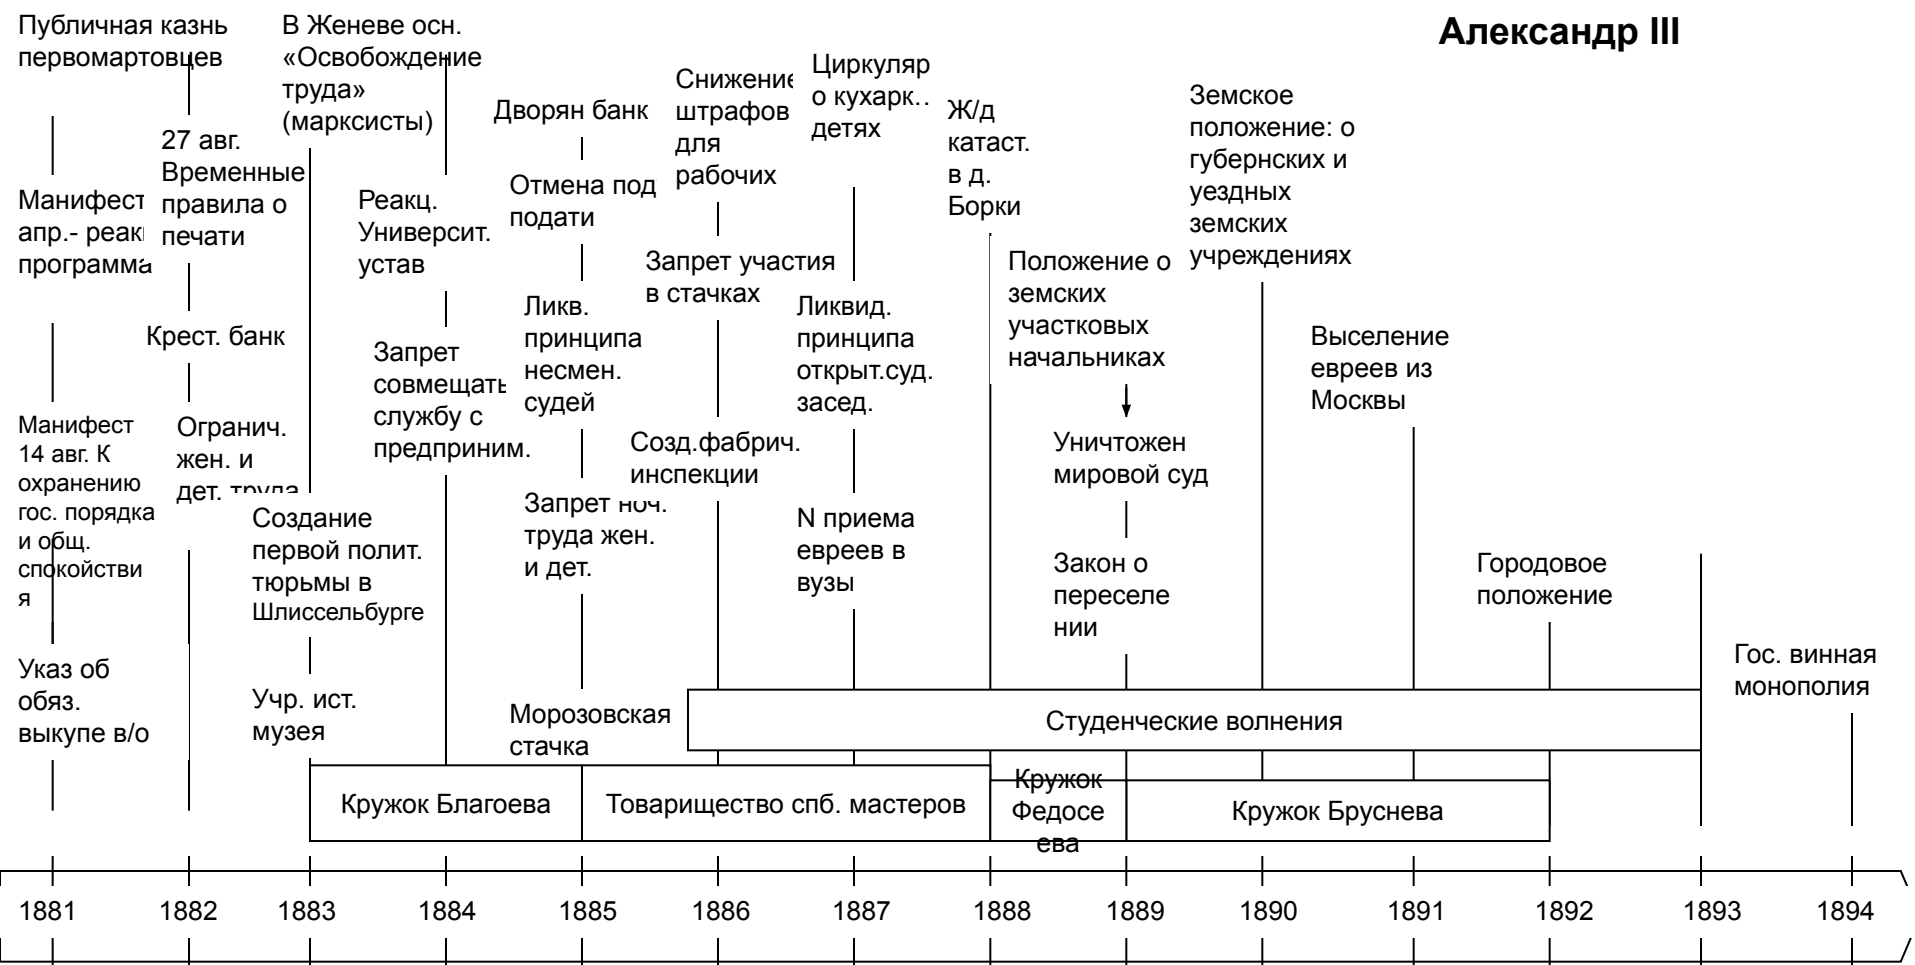 Александр III
Публичная казнь
первомартовцев
Манифест
апр.- реак
программа
Манифест
14 авг. К
охранению
гос. порядка
и общ.
спокойстви
я
Указ об
обяз.
выкупе в/о
27 авг.
Временные
правила о
печати
Крест. банк
Огранич.
жен. и
дет. труда
В Женеве осн.
«Освобождение
труда»
(марксисты)
Создание
первой полит.
тюрьмы в
Шлиссельбурге
Учр. ист.
музея
Реакц.
Университ.
устав
Запрет
совмещать
службу с
предприним.
Дворян банк
Отмена под
подати
Ликв.
принципа
несмен.
судей
Запрет ноч.
труда жен.
и дет.
Морозовская
стачка
Снижение
штрафов
для
рабочих
Запрет участия
в стачках
Созд.фабрич.
инспекции
Циркуляр
о кухарк..
детях
Ликвид.
принципа
открыт.суд.
засед.
N приема
евреев в
вузы
Ж/д
катаст.
в д.
Борки
Положение о
земских
участковых
начальниках
Уничтожен
мировой суд
Закон о
переселе
нии
Земское
положение: о
губернских и
уездных
земских
учреждениях
Выселение
евреев из
Москвы
Городовое
положение
Гос. винная
монополия
Студенческие волнения
Кружок Благоева
Товарищество спб. мастеров
Кружок
Федосе
ева
Кружок Бруснева
1881
1882
1883
1884
1885
1886
1887
1888
1889
1890
1891
1892
1893
1894